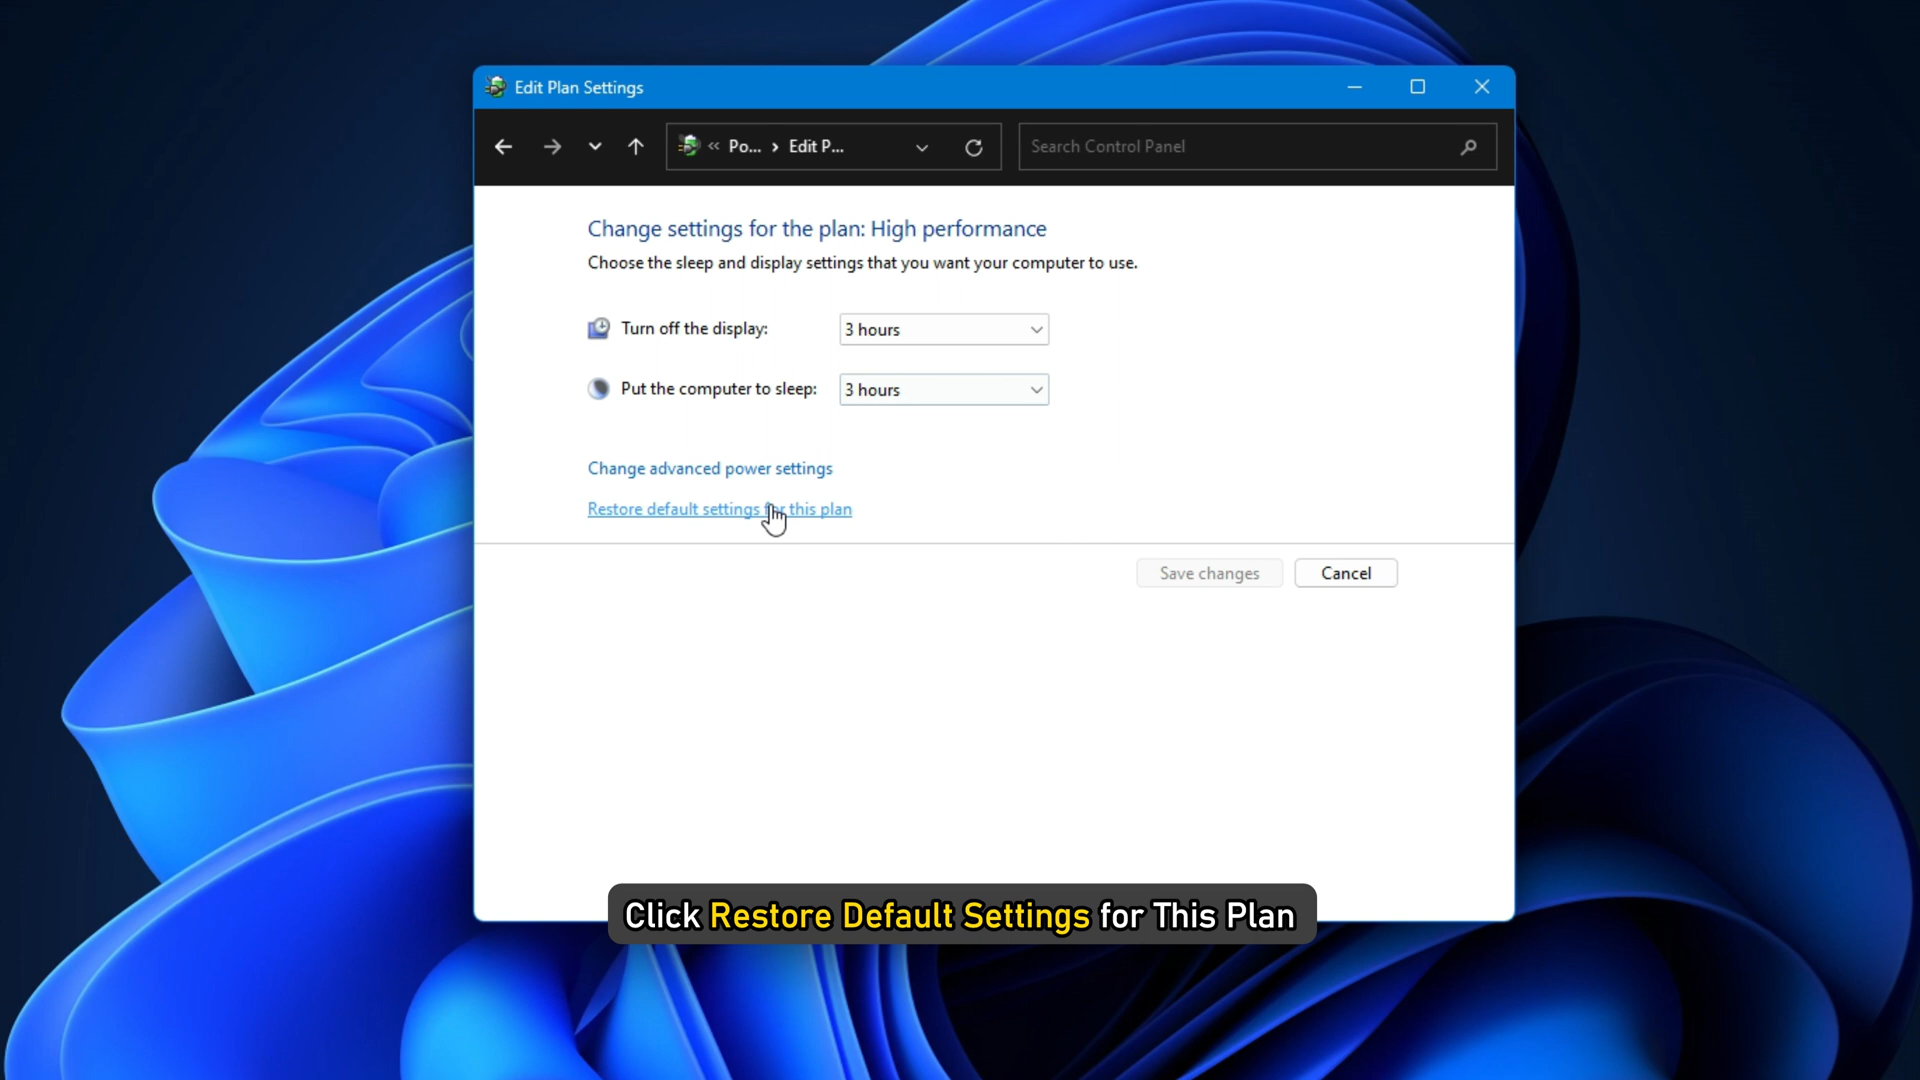 Edit Plan Settings
« Po... › Edit P...
Search Control Panel
Change settings for the plan: High performance
Choose the sleep and display settings that you want your computer to use.
Turn off the display: 3 hours
Put the computer to sleep: 3 hours
Change advanced power settings
Restore default settings for this plan
Save changes Cancel
Click Restore Default Settings for This Plan